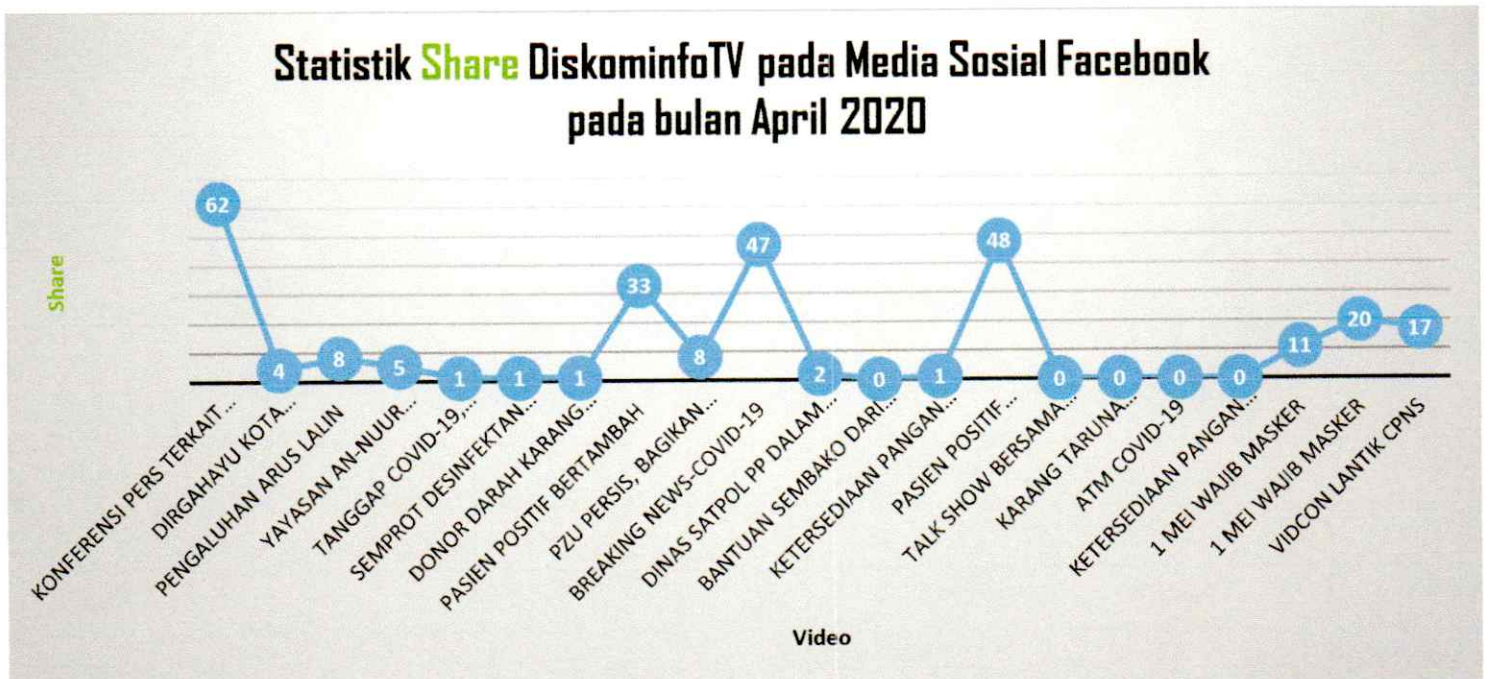 Statistik Share DiskominfoTV pada Media Sosial Facebook
pada bulan April 2020
Share
62
4
8
5
1
1
1
33
8
47
2
0
1
48
0
0
0
0
11
20
17
KONFERENSI PERS TERKAIT...
DIRGAHAYU KOTA...
PENGALUHAN ARUS LALIN
YAYASAN AN-NUUR...
TANGGAP COVID-19,...
SEMPROT DESINFEKTAN...
DONOR DARAH KARANG...
PASIEN POSITIF BERTAMBAH
PZU PERSIS, BAGIKAN...
BREAKING NEWS-COVID-19
DINAS SATPOL PP DALAM...
BANTUAN SEMBAKO DARI...
KETERSEDIAAN PANGAN...
PASIEN POSITIF...
TALK SHOW BERSAMA...
KARANG TARUNA...
ATM COVID-19
KETERSEDIAAN PANGAN...
1 MEI WAJIB MASKER
1 MEI WAJIB MASKER
VIDCON LANTIK CPNS
Video